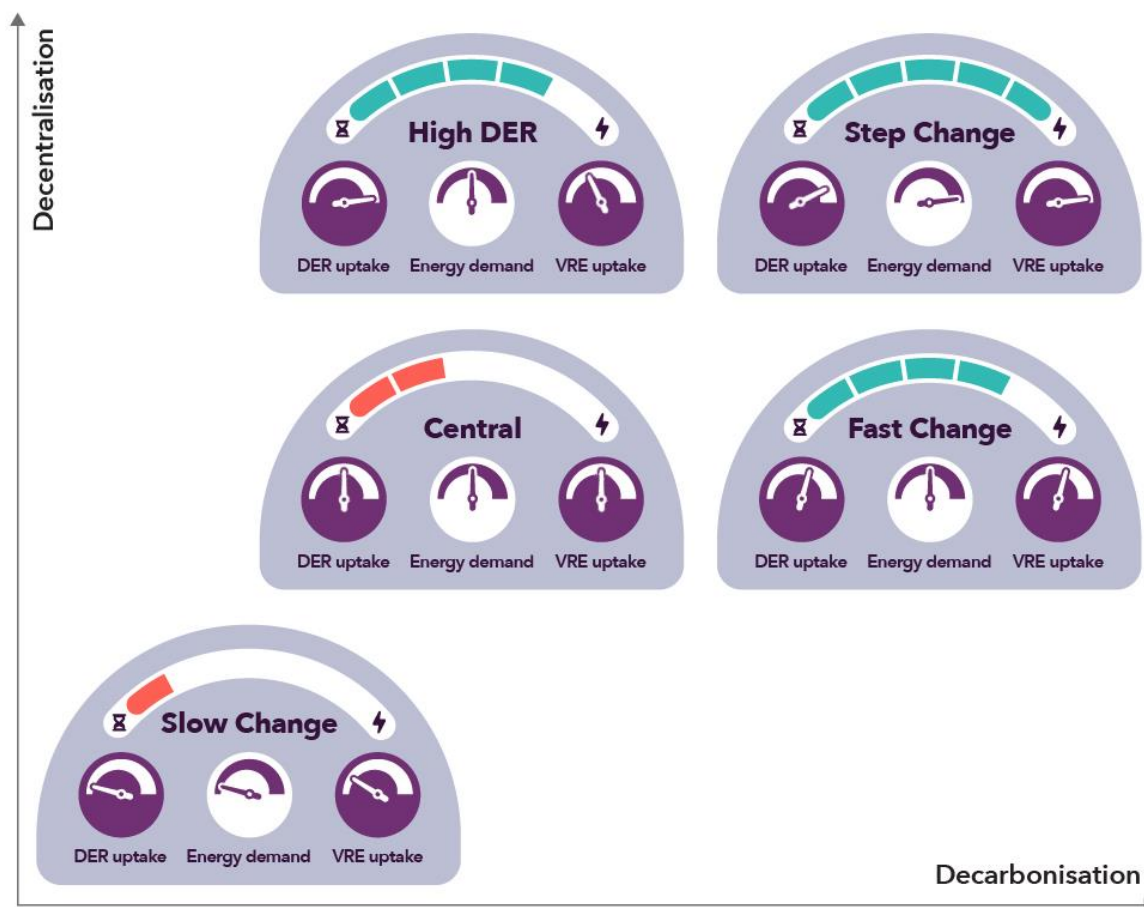 Decentralisation
High DER
DER uptake
Energy demand
VRE uptake
Step Change
DER uptake
Energy demand
VRE uptake
Central
DER uptake
Energy demand
VRE uptake
Fast Change
DER uptake
Energy demand
VRE uptake
Slow Change
DER uptake
Energy demand
VRE uptake
Decarbonisation